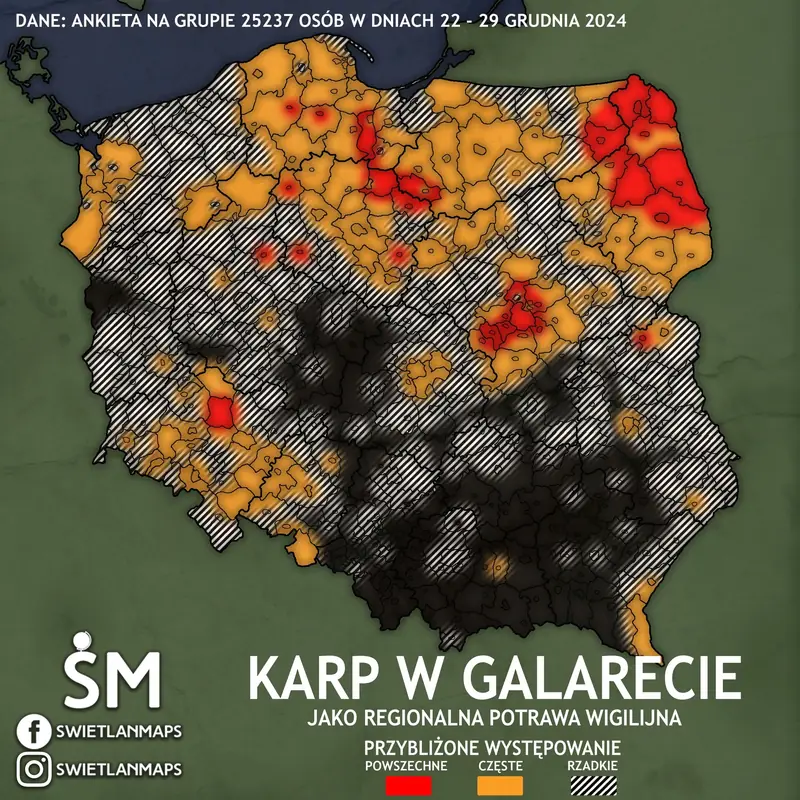 DANE: ANKIETA NA GRUPIE 25237 OSÓB W DNIACH 22 - 29 GRUDNIA 2024
ŚM
SWIETLANMAPS
SWIETLANMAPS
KARP W GALARECIE
JAKO REGIONALNA POTRAWA WIGILIJNA
PRZYBLIŻONE WYSTĘPOWANIE
POWSZECHNE CZĘSTE RZADKIE